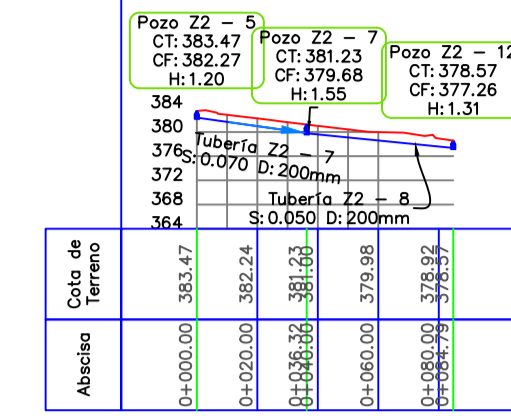 Pozo Z2 - 5
CT: 383.47
CF: 382.27
H: 1.20
Pozo Z2 - 7
CT: 381.23
CF: 379.68
H: 1.55
Pozo Z2 - 12
CT: 378.57
CF: 377.26
H: 1.31
384
380
376
372
368
364
Tubería Z2 - 7
S: 0.070 D: 200mm
Tubería Z2 - 8
S: 0.050 D: 200mm
Cota de
Terreno
383.47
382.24
381.23
381.00
379.98
378.92
378.57
Abscisa
0+000.00
0+020.00
0+036.32
0+040.00
0+060.00
0+080.00
0+084.79